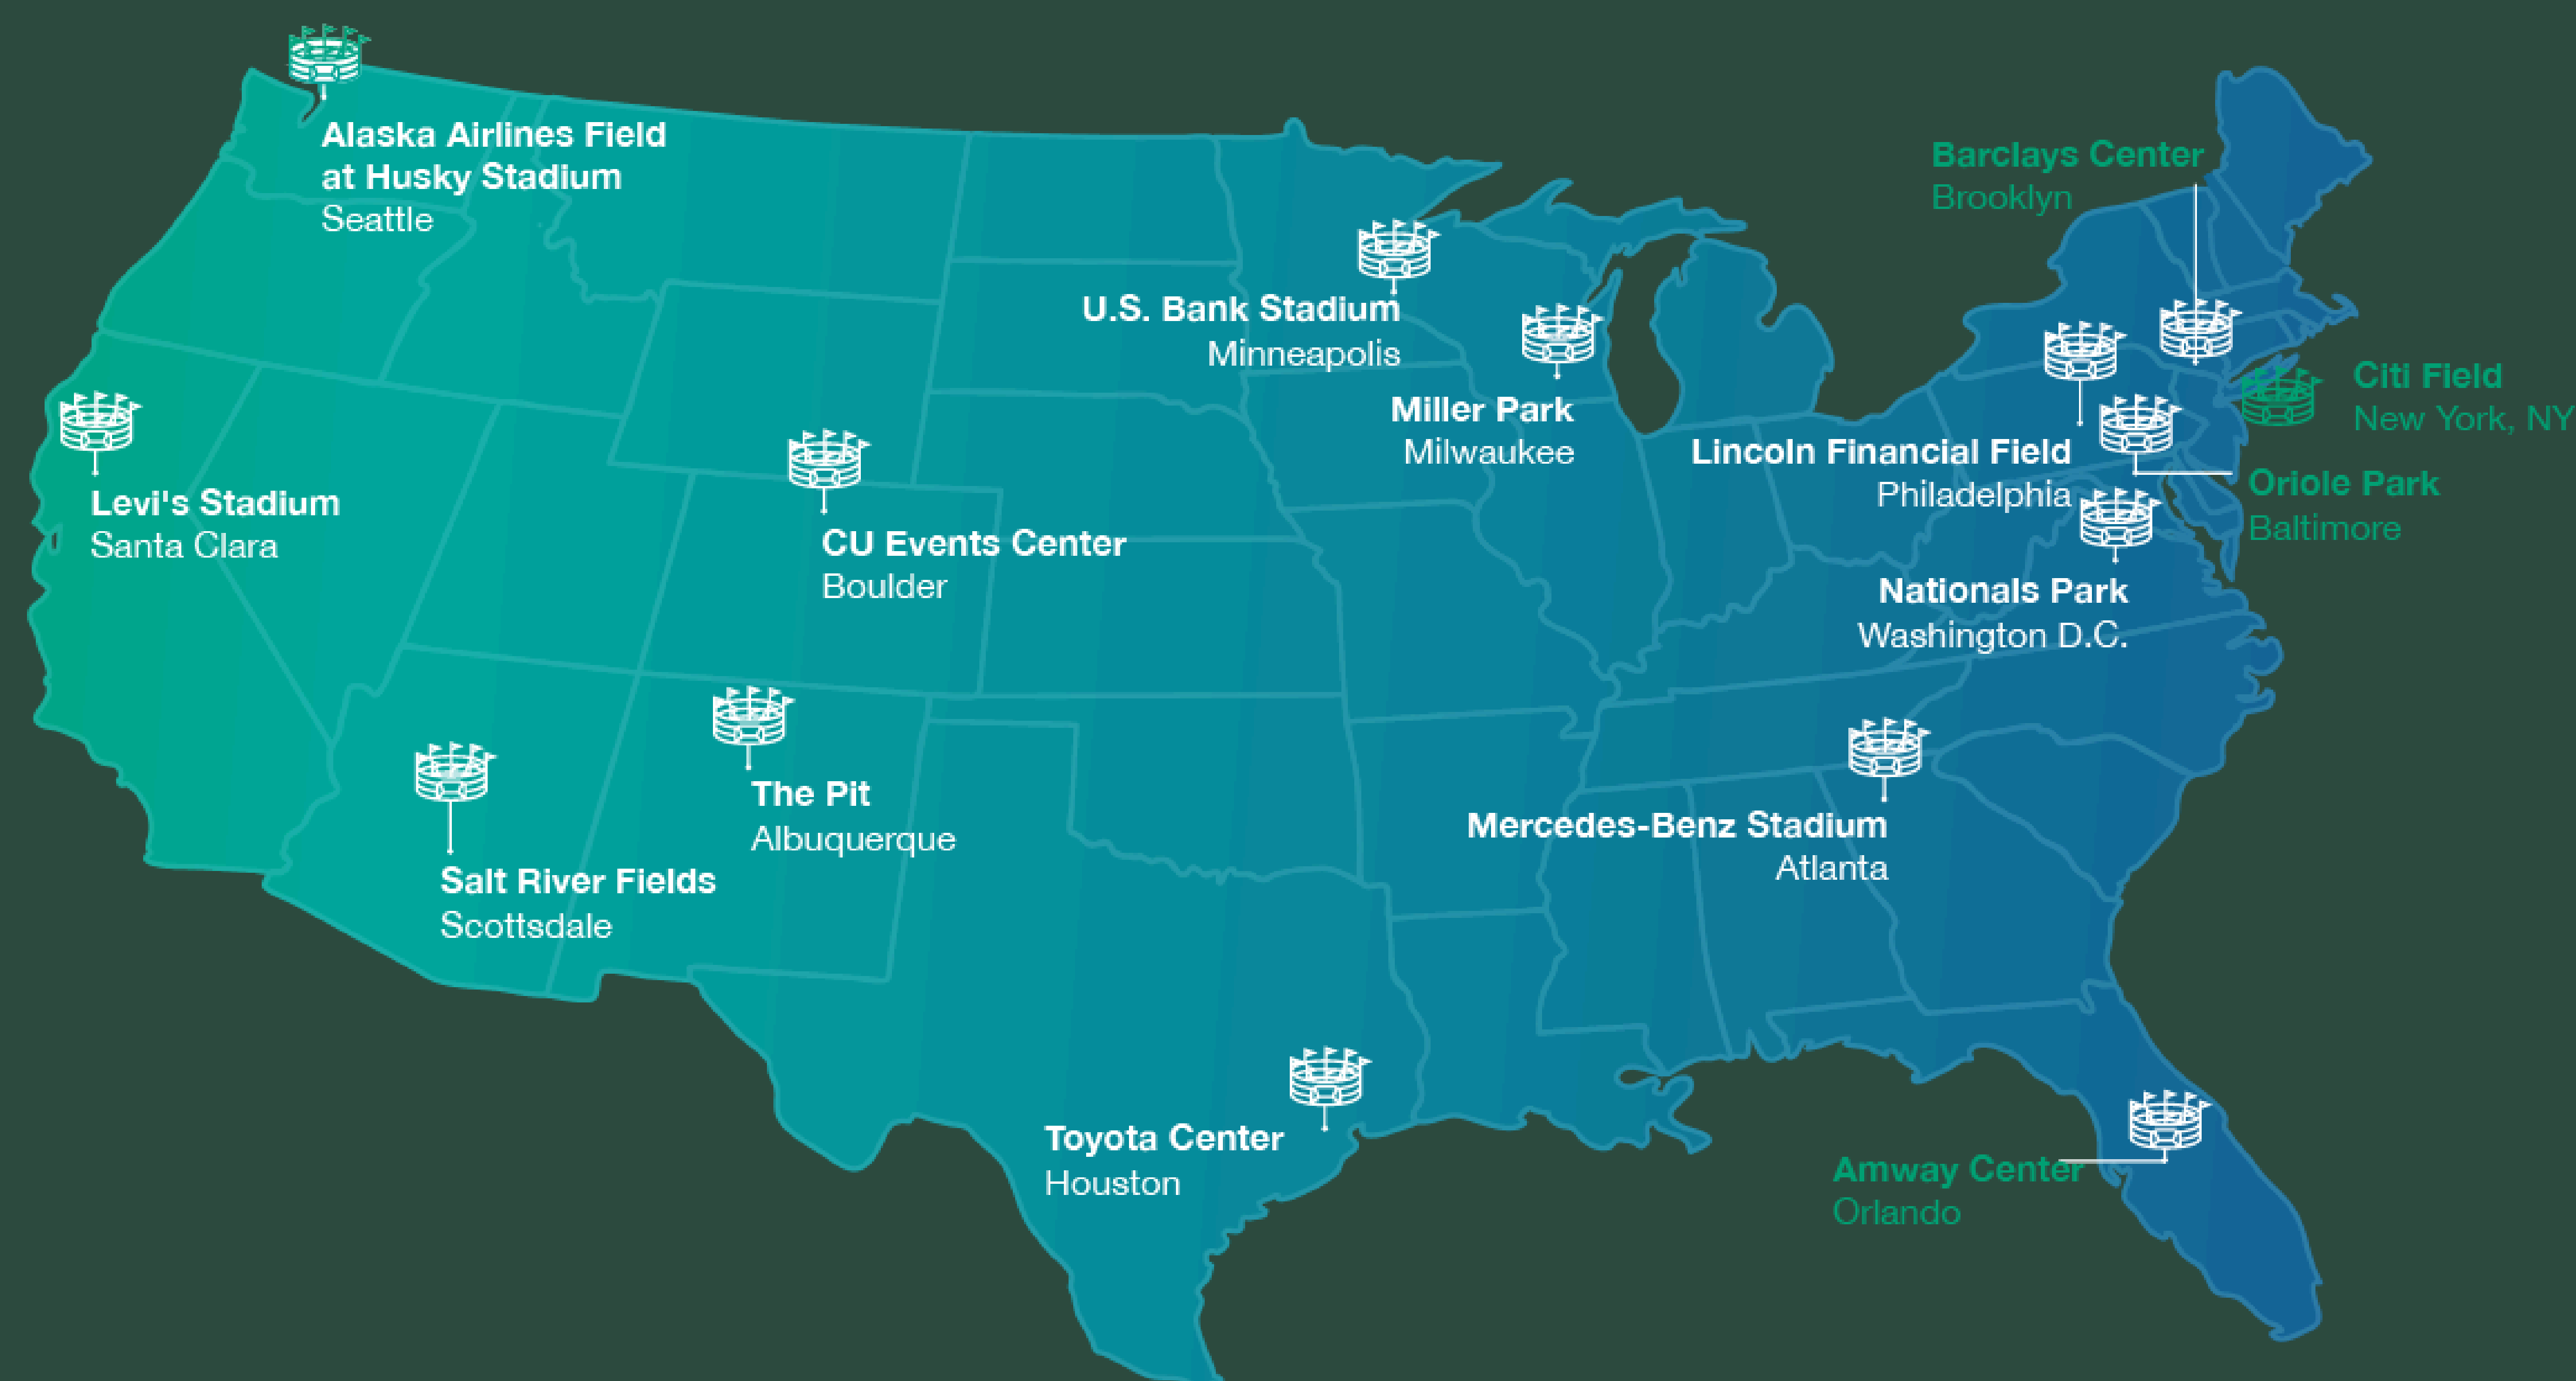 Alaska Airlines Field
at Husky Stadium
Seattle
Barclays Center
Brooklyn
U.S. Bank Stadium
Minneapolis
Miller Park
Milwaukee
Citi Field
New York, NY
Lincoln Financial Field
Philadelphia
Oriole Park
Baltimore
Levi's Stadium
Santa Clara
CU Events Center
Boulder
Nationals Park
Washington D.C.
The Pit
Albuquerque
Mercedes-Benz Stadium
Atlanta
Salt River Fields
Scottsdale
Toyota Center
Houston
Amway Center
Orlando